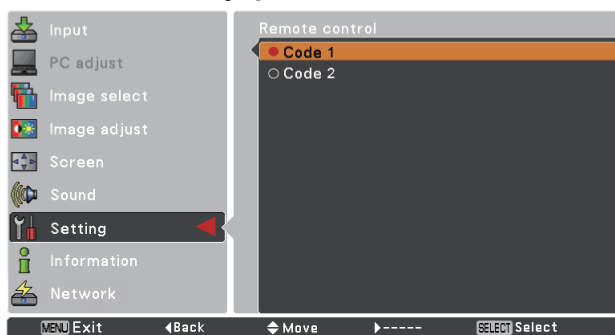 Input
PC adjust
Image select
Image adjust
Screen
Sound
Setting
Information
Network
Remote control
Code 1
Code 2
MENU Exit ◀Back Move ▶----- SELECT Select